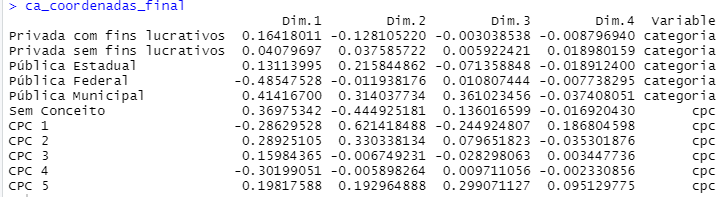 > ca_coordenadas_final
Dim.1 Dim.2 Dim.3 Dim.4 Variable
Privada com fins lucrativos 0.16418011 -0.128105220 -0.003038538 -0.008796940 categoria
Privada sem fins lucrativos 0.04079697 0.037585722 0.005922421 0.018980159 categoria
Pública Estadual 0.13113995 0.215844862 -0.071358848 -0.018912400 categoria
Pública Federal -0.48547528 -0.011938176 0.010807444 -0.007738295 categoria
Pública Municipal 0.41416700 0.314037734 0.361023456 -0.037408051 categoria
Sem Conceito 0.36975342 -0.444925181 0.136016599 -0.016920430 cpc
CPC 1 -0.28629528 0.621418488 -0.244924807 0.186804598 cpc
CPC 2 0.28925105 0.330338134 0.079651823 -0.035301876 cpc
CPC 3 0.15984365 -0.006749231 -0.028298063 0.003447736 cpc
CPC 4 -0.30199051 -0.005898264 0.009711056 -0.002330856 cpc
CPC 5 0.19817588 0.192964888 0.299071127 0.095129775 cpc